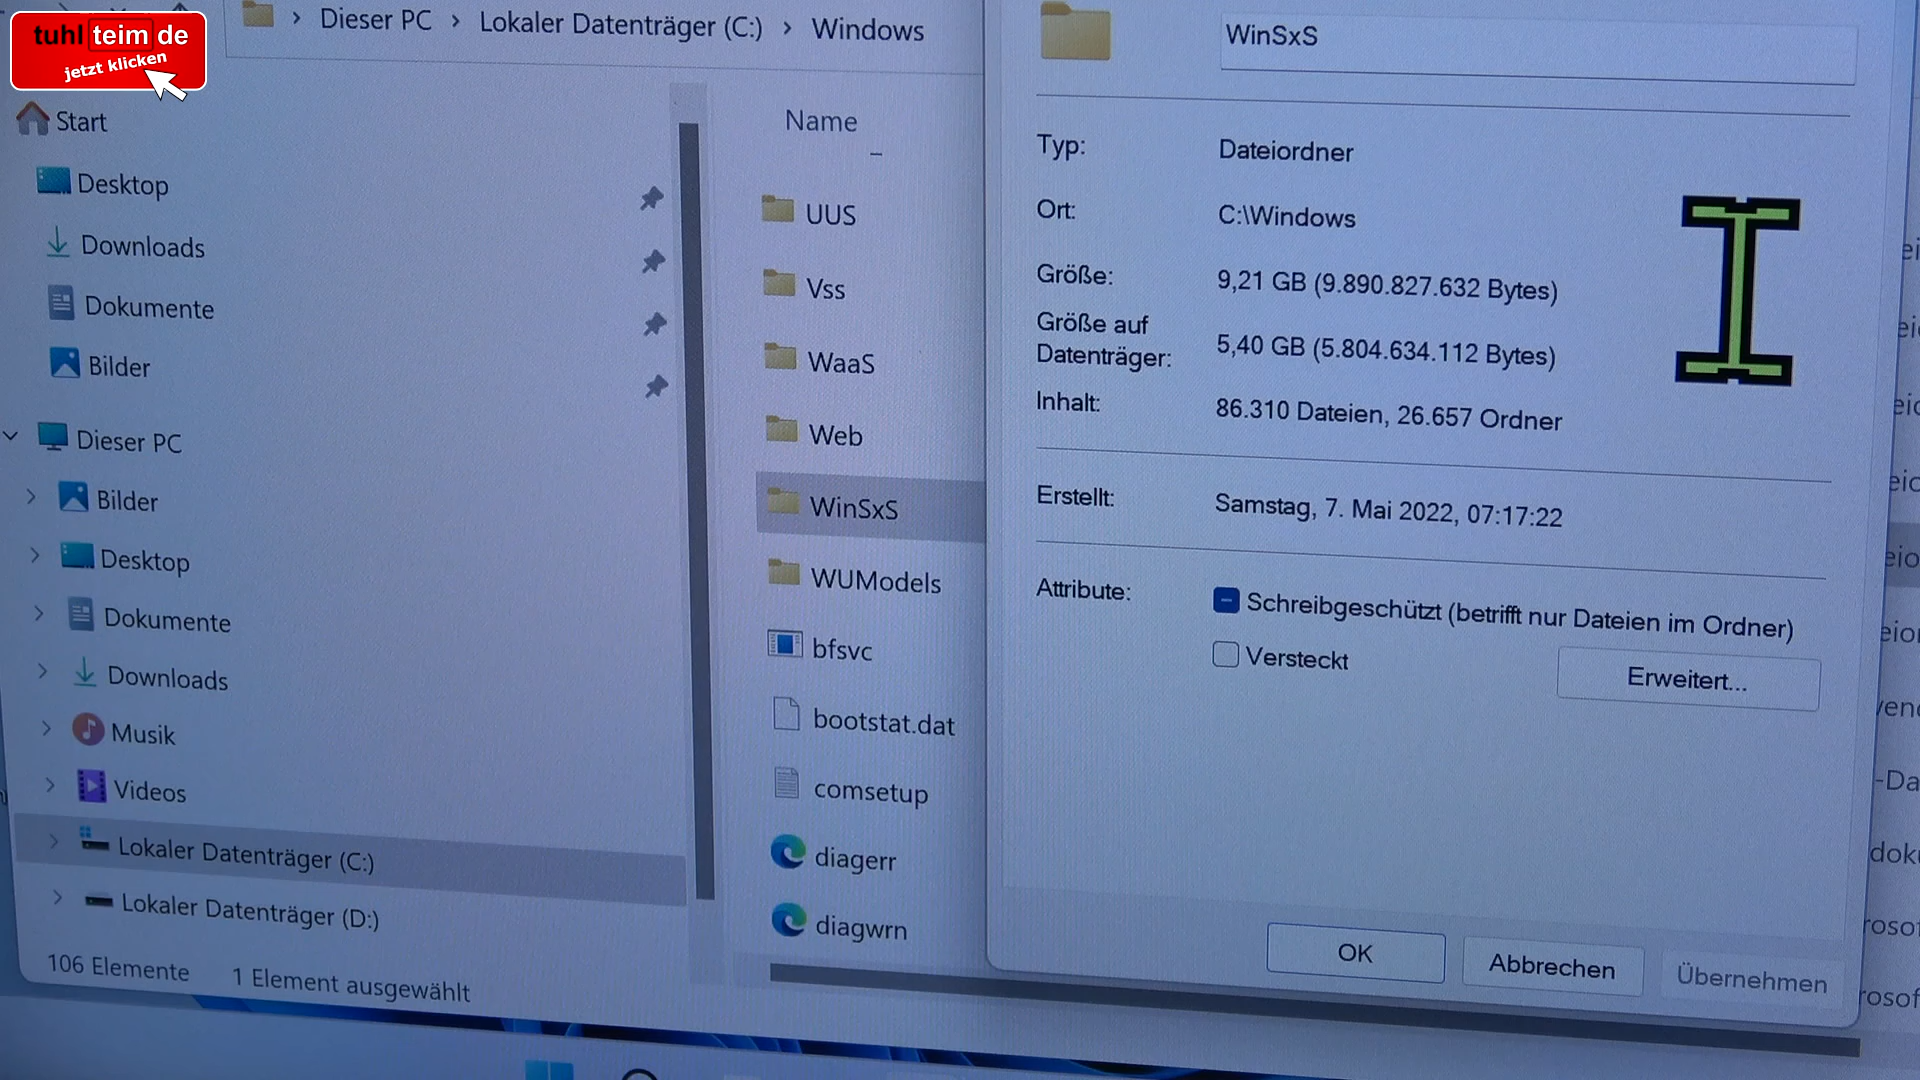 tuhl teim de
jetzt klicken
Dieser PC > Lokaler Datenträger (C:) > Windows
Start
Desktop
Downloads
Dokumente
Bilder
Dieser PC
Bilder
Desktop
Dokumente
Downloads
Musik
Videos
Lokaler Datenträger (C:)
Lokaler Datenträger (D:)
106 Elemente 1 Element ausgewählt
Name
UUS
Vss
WaaS
Web
WinSxS
WUModels
bfsvc
bootstat.dat
comsetup
diagerr
diagwrn
WinSxS
Typ: Dateiordner
Ort: C:\Windows
Größe: 9,21 GB (9.890.827.632 Bytes)
Größe auf
Datenträger: 5,40 GB (5.804.634.112 Bytes)
Inhalt: 86.310 Dateien, 26.657 Ordner
Erstellt: Samstag, 7. Mai 2022, 07:17:22
Attribute: Schreibgeschützt (betrifft nur Dateien im Ordner)
Versteckt
Erweitert...
OK Abbrechen Übernehmen